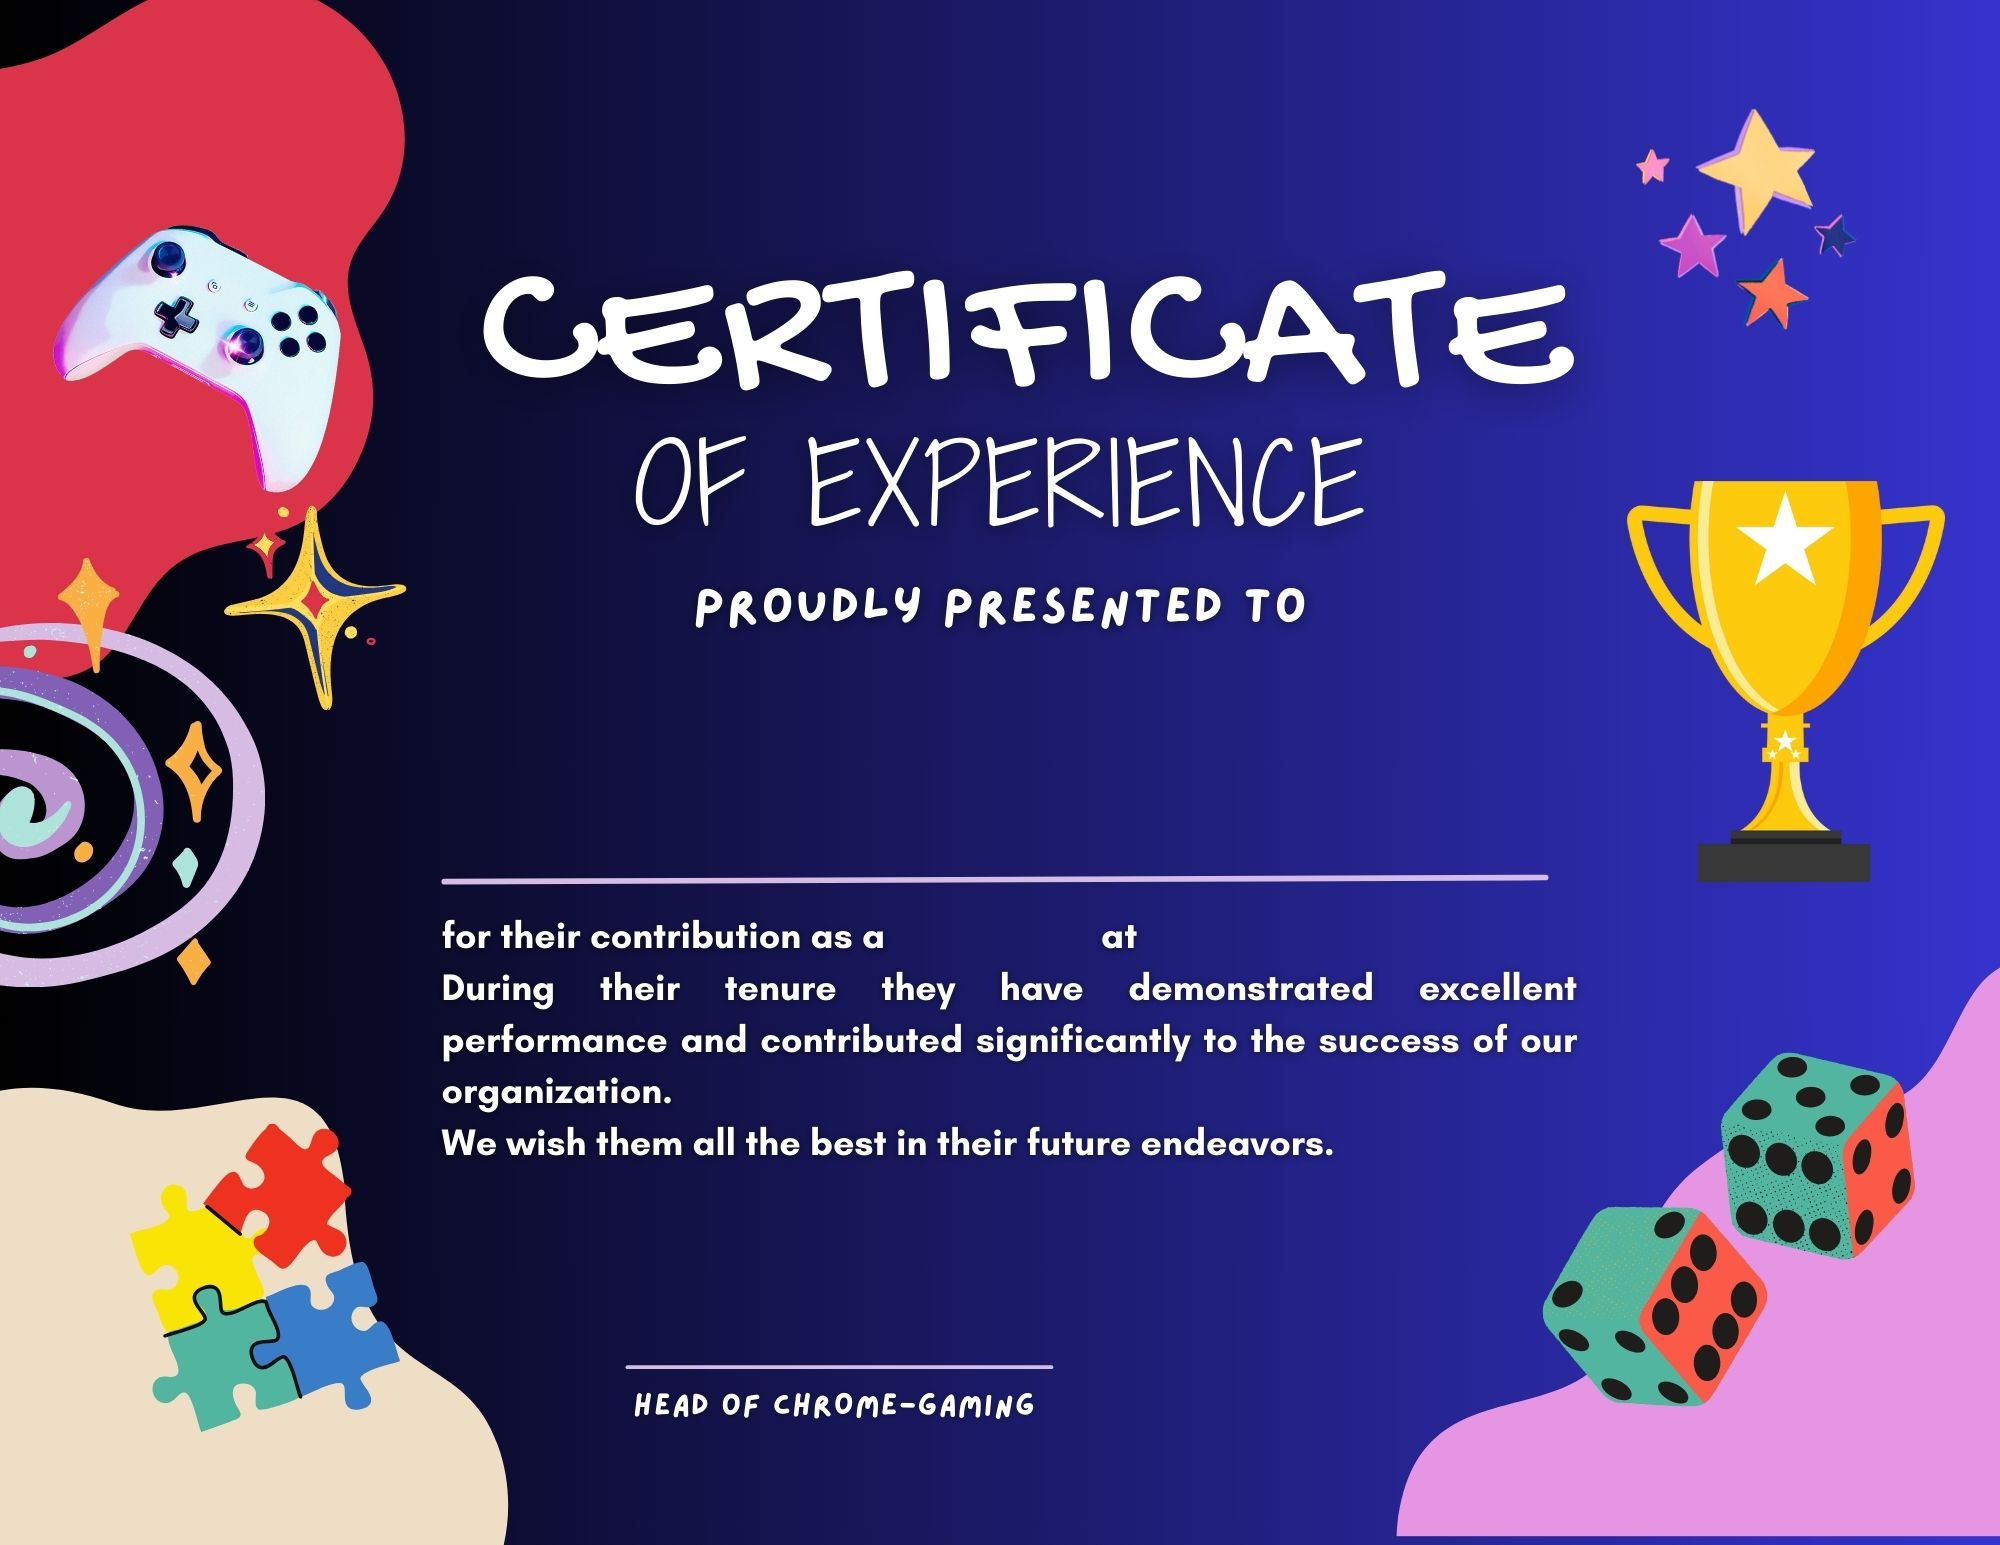 CERTIFICATE
OF EXPERIENCE
PROUDLY PRESENTED TO
for their contribution as a at
During their tenure they have demonstrated excellent
performance and contributed significantly to the success of our
organization.
We wish them all the best in their future endeavors.
HEAD OF CHROME-GAMING